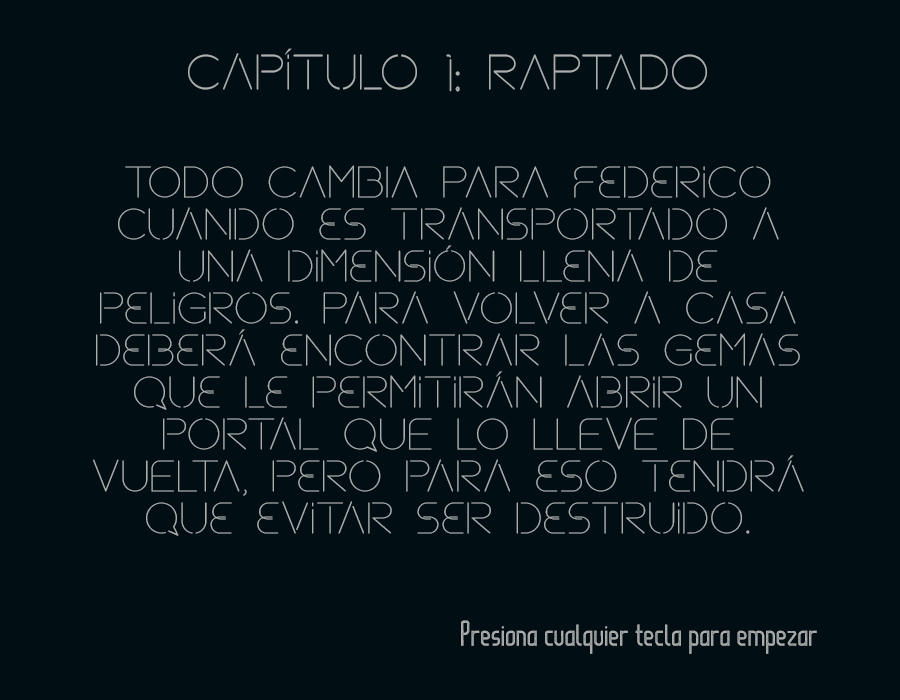 CAPÍTULO 1: RAPTADO
TODO CAMBIA PARA FEDERiCO
CUANDO ES TRANSPORTADO A
UNA DiMENSiÓN LLENA DE
PELiGROS. PARA VOLVER A CASA
DEBERÁ ENCONTRAR LAS GEMAS
QUE LE PERMiTiRÁN ABRiR UN
PORTAL QUE LO LLEVE DE
VUELTA, PERO PARA ESO TENDRÁ
QUE EViTAR SER DESTRUiDO.
Presiona cualquier tecla para empezar